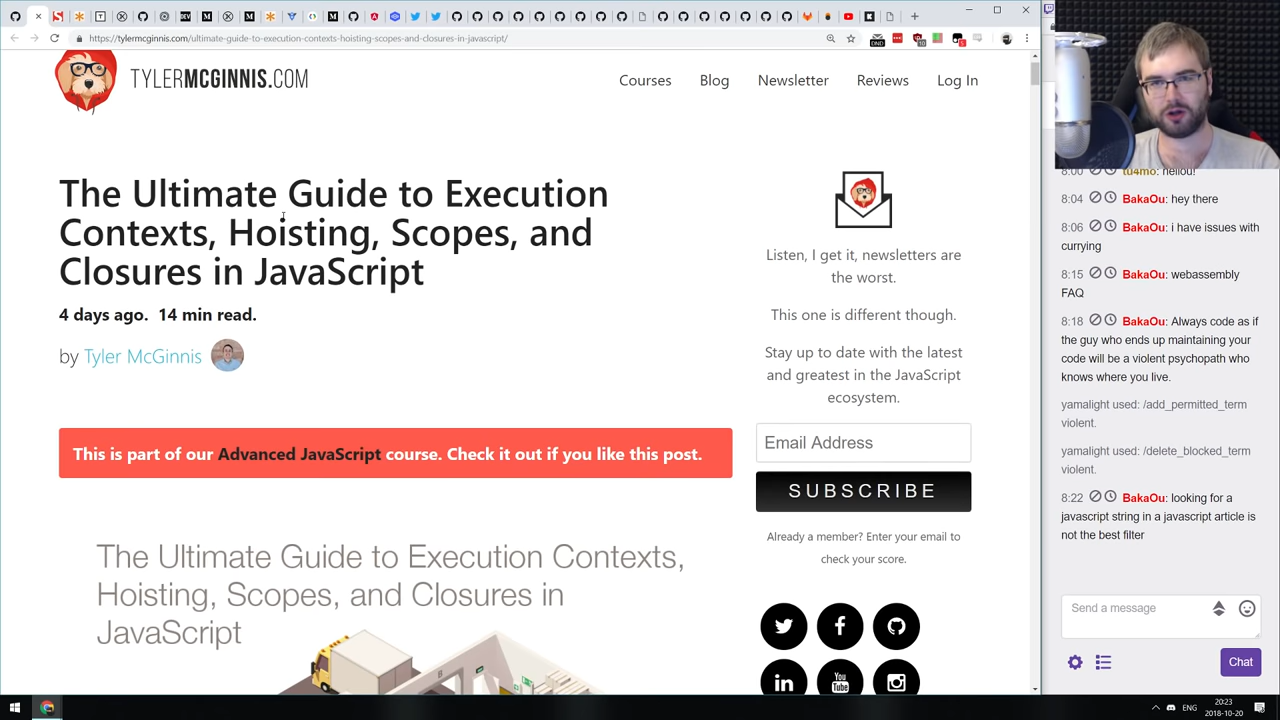 https://tylermcginnis.com/ultimate-guide-to-execution-contexts-hoisting-scopes-and-closures-in-javascript/
TYLERMCGINNIS.COM
Courses
Blog
Newsletter
Reviews
Log In
The Ultimate Guide to Execution
Contexts, Hoisting, Scopes, and
Closures in JavaScript
4 days ago. 14 min read.
by Tyler McGinnis
This is part of our Advanced JavaScript course. Check it out if you like this post.
The Ultimate Guide to Execution Contexts,
Hoisting, Scopes, and Closures in
JavaScript
Listen, I get it, newsletters are
the worst.
This one is different though.
Stay up to date with the latest
and greatest in the JavaScript
ecosystem.
Email Address
SUBSCRIBE
Already a member? Enter your email to
check your score.
You
Tube
8:00 tu4mo: hellou!
8:04 BakaOu: hey there
8:06 BakaOu: i have issues with
currying
8:15 BakaOu: webassembly
FAQ
8:18 BakaOu: Always code as if
the guy who ends up maintaining your
code will be a violent psychopath who
knows where you live.
yamalight used: /add_permitted_term
violent.
yamalight used: /delete_blocked_term
violent.
8:22 BakaOu: looking for a
javascript string in a javascript article is
not the best filter
Send a message
Chat
ENG
20:23
2018-10-20